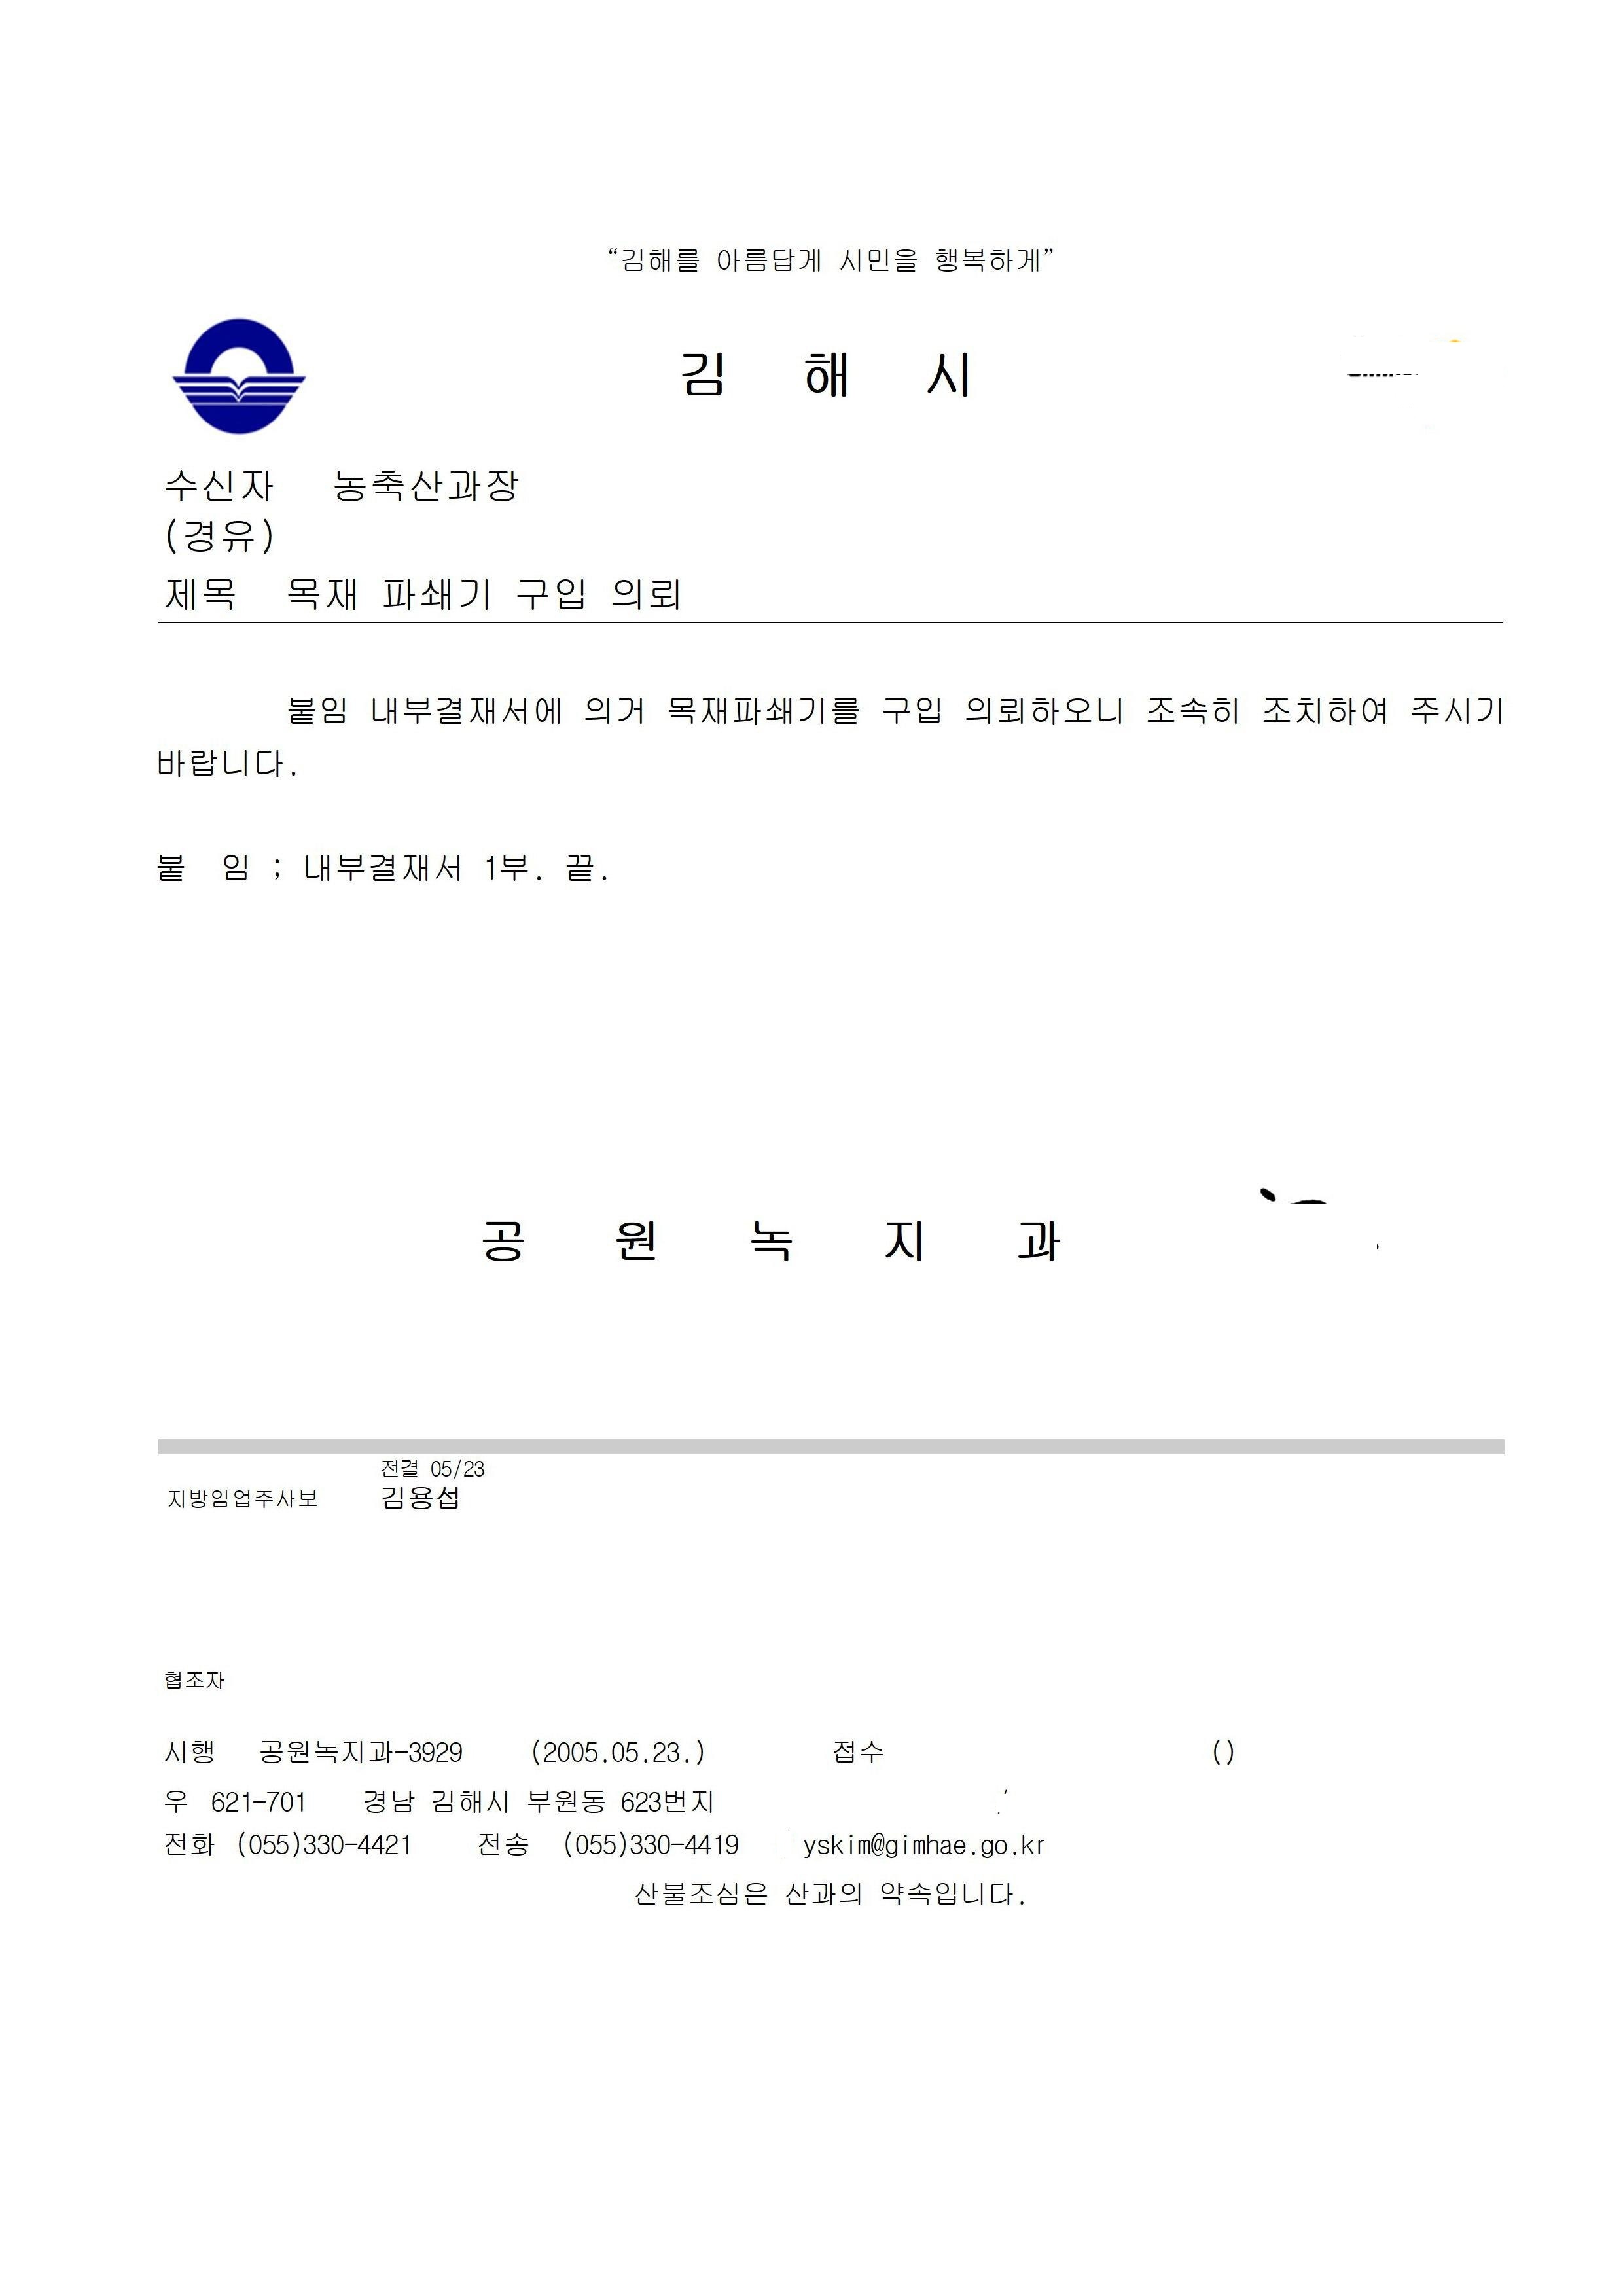 “김해를 아름답게 시민을 행복하게”
김 해 시
수신자 농축산과장
(경유)
제목 목재 파쇄기 구입 의뢰
붙임 내부결재서에 의거 목재파쇄기를 구입 의뢰하오니 조속히 조치하여 주시기
바랍니다.
붙 임 ; 내부결재서 1부. 끝.
공 원 녹 지 과
전결 05/23
지방임업주사보 김용섭
협조자
시행 공원녹지과-3929 (2005.05.23.) 접수 ()
우 621-701 경남 김해시 부원동 623번지
전화 (055)330-4421 전송 (055)330-4419 yskim@gimhae.go.kr
산불조심은 산과의 약속입니다.